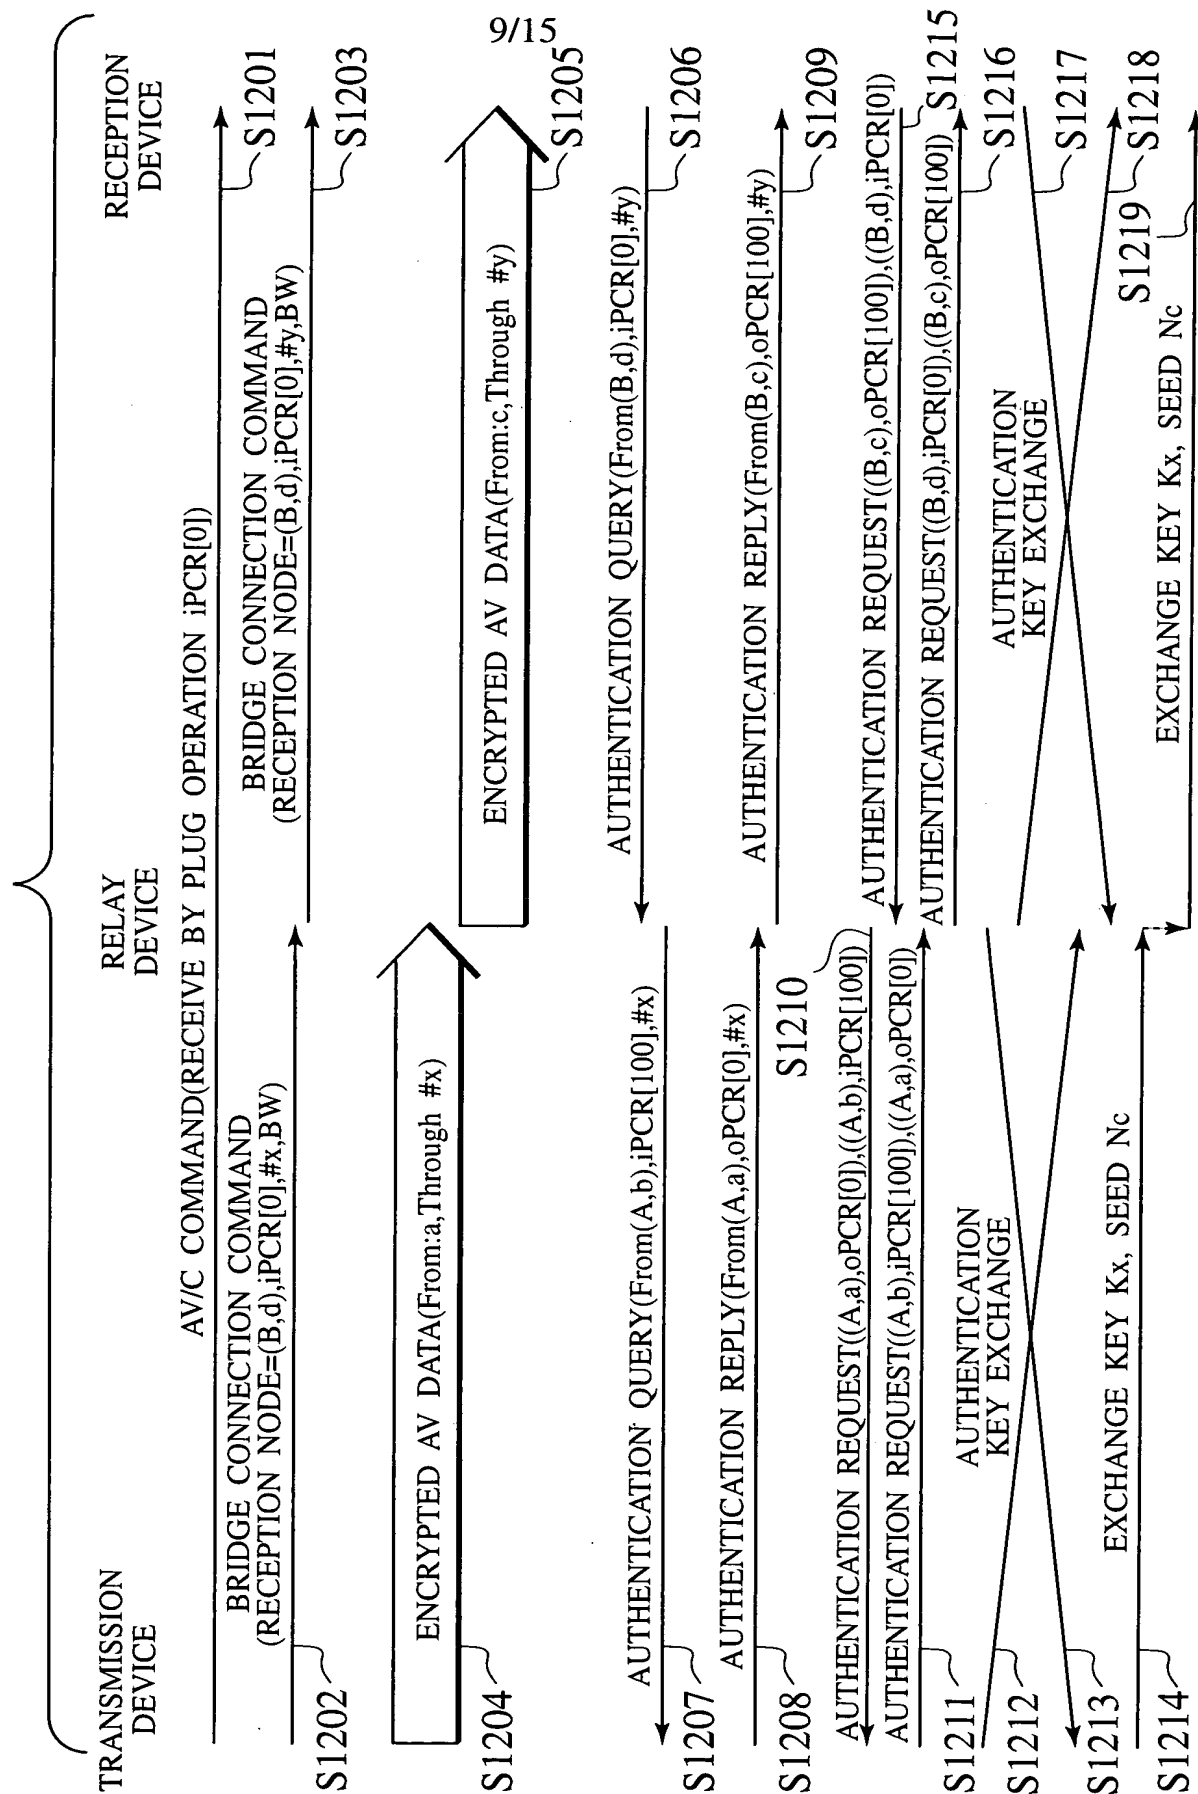 9/15
TRANSMISSION
DEVICE
RELAY
DEVICE
RECEPTION
DEVICE
AV/C COMMAND(RECEIVE BY PLUG OPERATION iPCR[0])
S1201
BRIDGE CONNECTION COMMAND
(RECEPTION NODE=(B,d),iPCR[0],#x,BW)
S1202
BRIDGE CONNECTION COMMAND
(RECEPTION NODE=(B,d),iPCR[0],#y,BW)
S1203
ENCRYPTED AV DATA(From:a,Through #x)
S1204
ENCRYPTED AV DATA(From:c,Through #y)
S1205
AUTHENTICATION QUERY(From(B,d),iPCR[0],#y)
S1206
AUTHENTICATION QUERY(From(A,b),iPCR[100],#x)
S1207
AUTHENTICATION REPLY(From(A,a),oPCR[0],#x)
S1208
AUTHENTICATION REPLY(From(B,c),oPCR[100],#y)
S1209
S1210
AUTHENTICATION REQUEST((A,a),oPCR[0]),((A,b),iPCR[100])
AUTHENTICATION REQUEST((A,b),iPCR[100]),((A,a),oPCR[0])
S1211
AUTHENTICATION
KEY EXCHANGE
S1212
S1213
EXCHANGE KEY Kx, SEED Nc
S1214
AUTHENTICATION REQUEST((B,c),oPCR[100]),((B,d),iPCR[0])
S1215
AUTHENTICATION REQUEST((B,d),iPCR[0]),((B,c),oPCR[100])
S1216
AUTHENTICATION
KEY EXCHANGE
S1217
S1218
S1219
EXCHANGE KEY Kx, SEED Nc